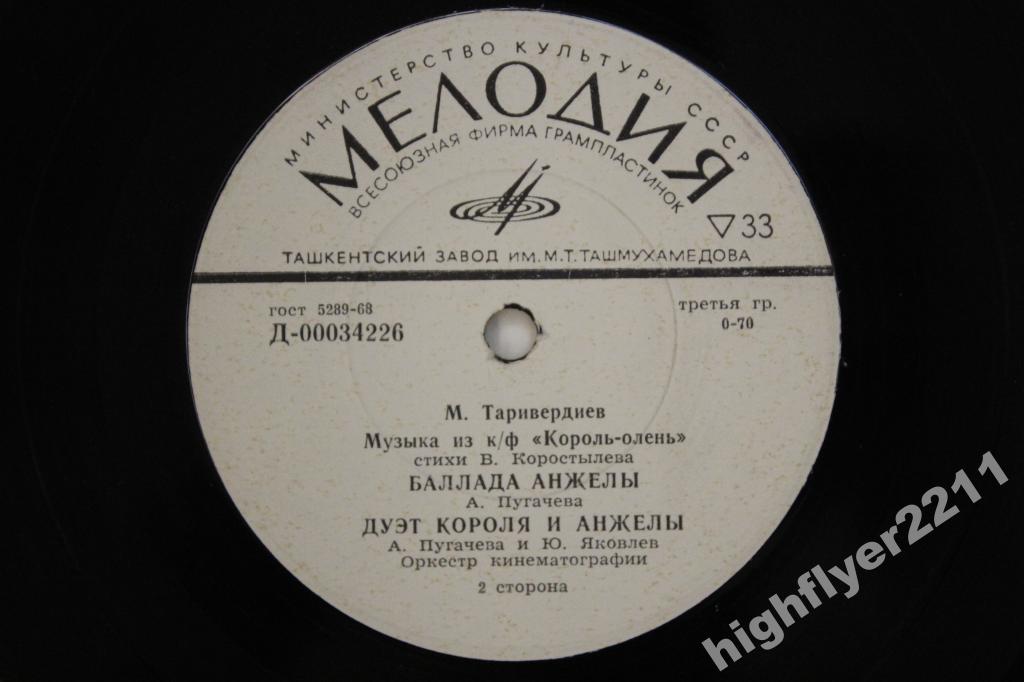 МИНИСТЕРСТВО КУЛЬТУРЫ СССР
МЕЛОДИЯ
ВСЕСОЮЗНАЯ ФИРМА ГРАМПЛАСТИНОК
▽33
ТАШКЕНТСКИЙ ЗАВОД ИМ. М.Т. ТАШМУХАМЕДОВА
гост 5289-68
Д-00034226
третья гр.
0-70
М. Таривердиев
Музыка из к/ф «Король-олень»
стихи В. Коростылева
БАЛЛАДА АНЖЕЛЫ
А. Пугачева
ДУЭТ КОРОЛЯ И АНЖЕЛЫ
А. Пугачева и Ю. Яковлев
Оркестр кинематографии
2 сторона
highflyer2211